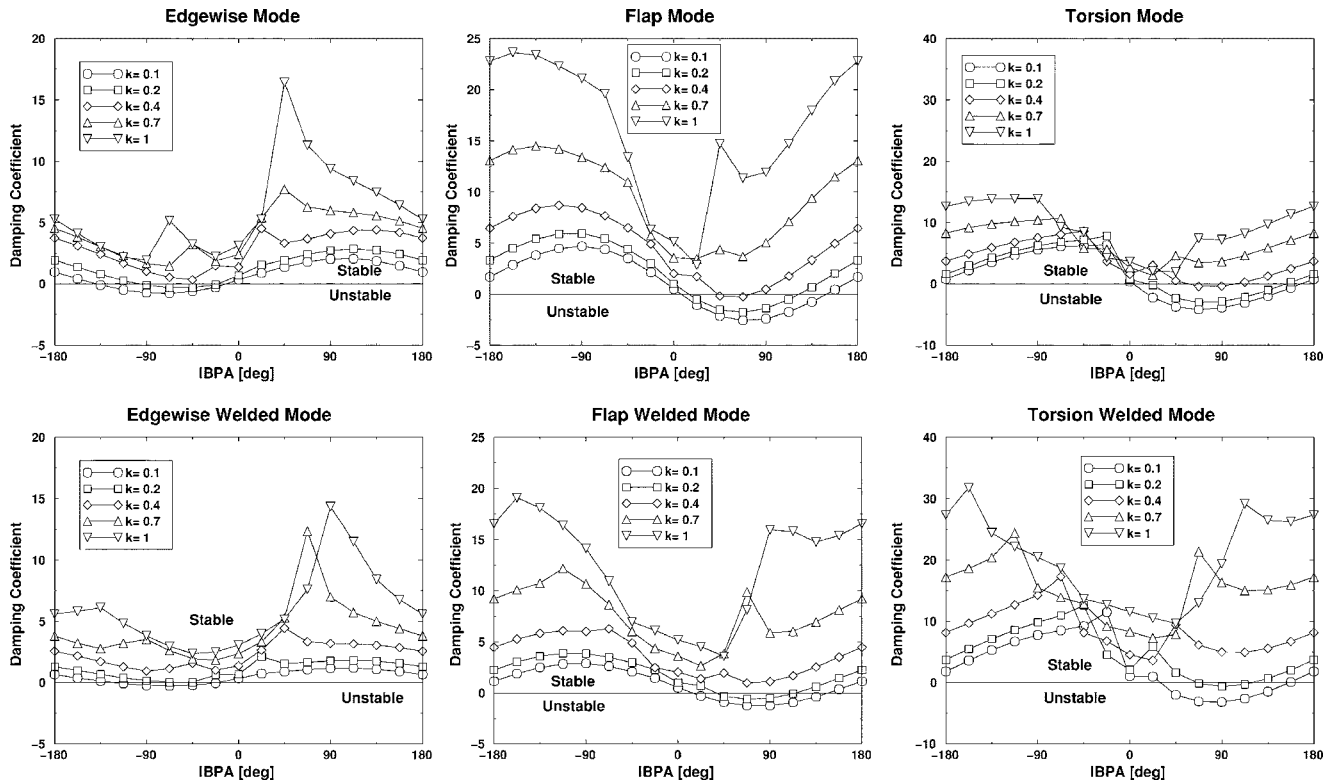 Edgewise Mode
20
15
10
5
0
−5
Damping Coefficient
k= 0.1
k= 0.2
k= 0.4
k= 0.7
k= 1
Stable
Unstable
−180
−90
0
90
180
IBPA [deg]
Flap Mode
25
20
15
10
5
0
−5
Damping Coefficient
k= 0.1
k= 0.2
k= 0.4
k= 0.7
k= 1
Stable
Unstable
−180
−90
0
90
180
IBPA [deg]
Torsion Mode
40
30
20
10
0
−10
Damping Coefficient
k= 0.1
k= 0.2
k= 0.4
k= 0.7
k= 1
Stable
Unstable
−180
−90
0
90
180
IBPA [deg]
Edgewise Welded Mode
20
15
10
5
0
−5
Damping Coefficient
k= 0.1
k= 0.2
k= 0.4
k= 0.7
k= 1
Stable
Unstable
−180
−90
0
90
180
IBPA [deg]
Flap Welded Mode
25
20
15
10
5
0
−5
Damping Coefficient
k= 0.1
k= 0.2
k= 0.4
k= 0.7
k= 1
Stable
Unstable
−180
−90
0
90
180
IBPA [deg]
Torsion Welded Mode
40
30
20
10
0
−10
Damping Coefficient
k= 0.1
k= 0.2
k= 0.4
k= 0.7
k= 1
Stable
Unstable
−180
−90
0
90
180
IBPA [deg]